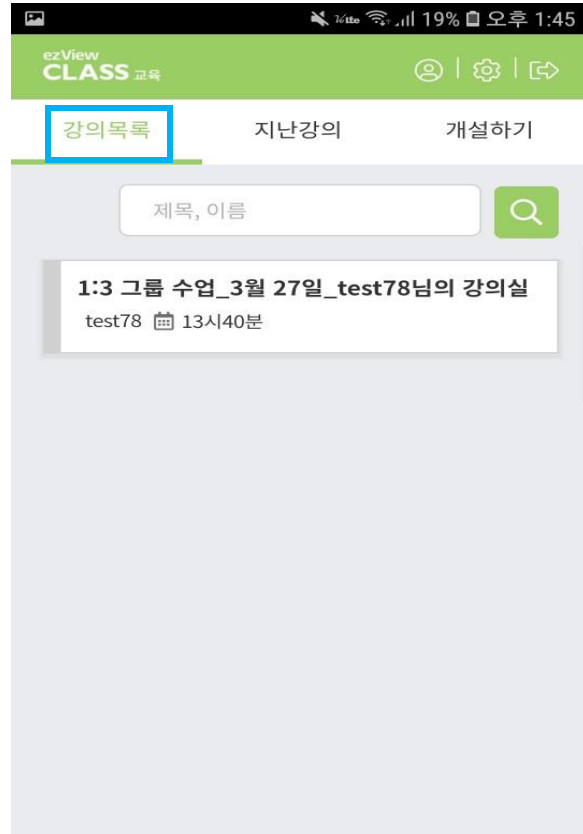 19% 오후 1:45
ezView
CLASS 교육
강의목록 지난강의 개설하기
제목, 이름
1:3 그룹 수업_3월 27일_test78님의 강의실
test78 13시40분